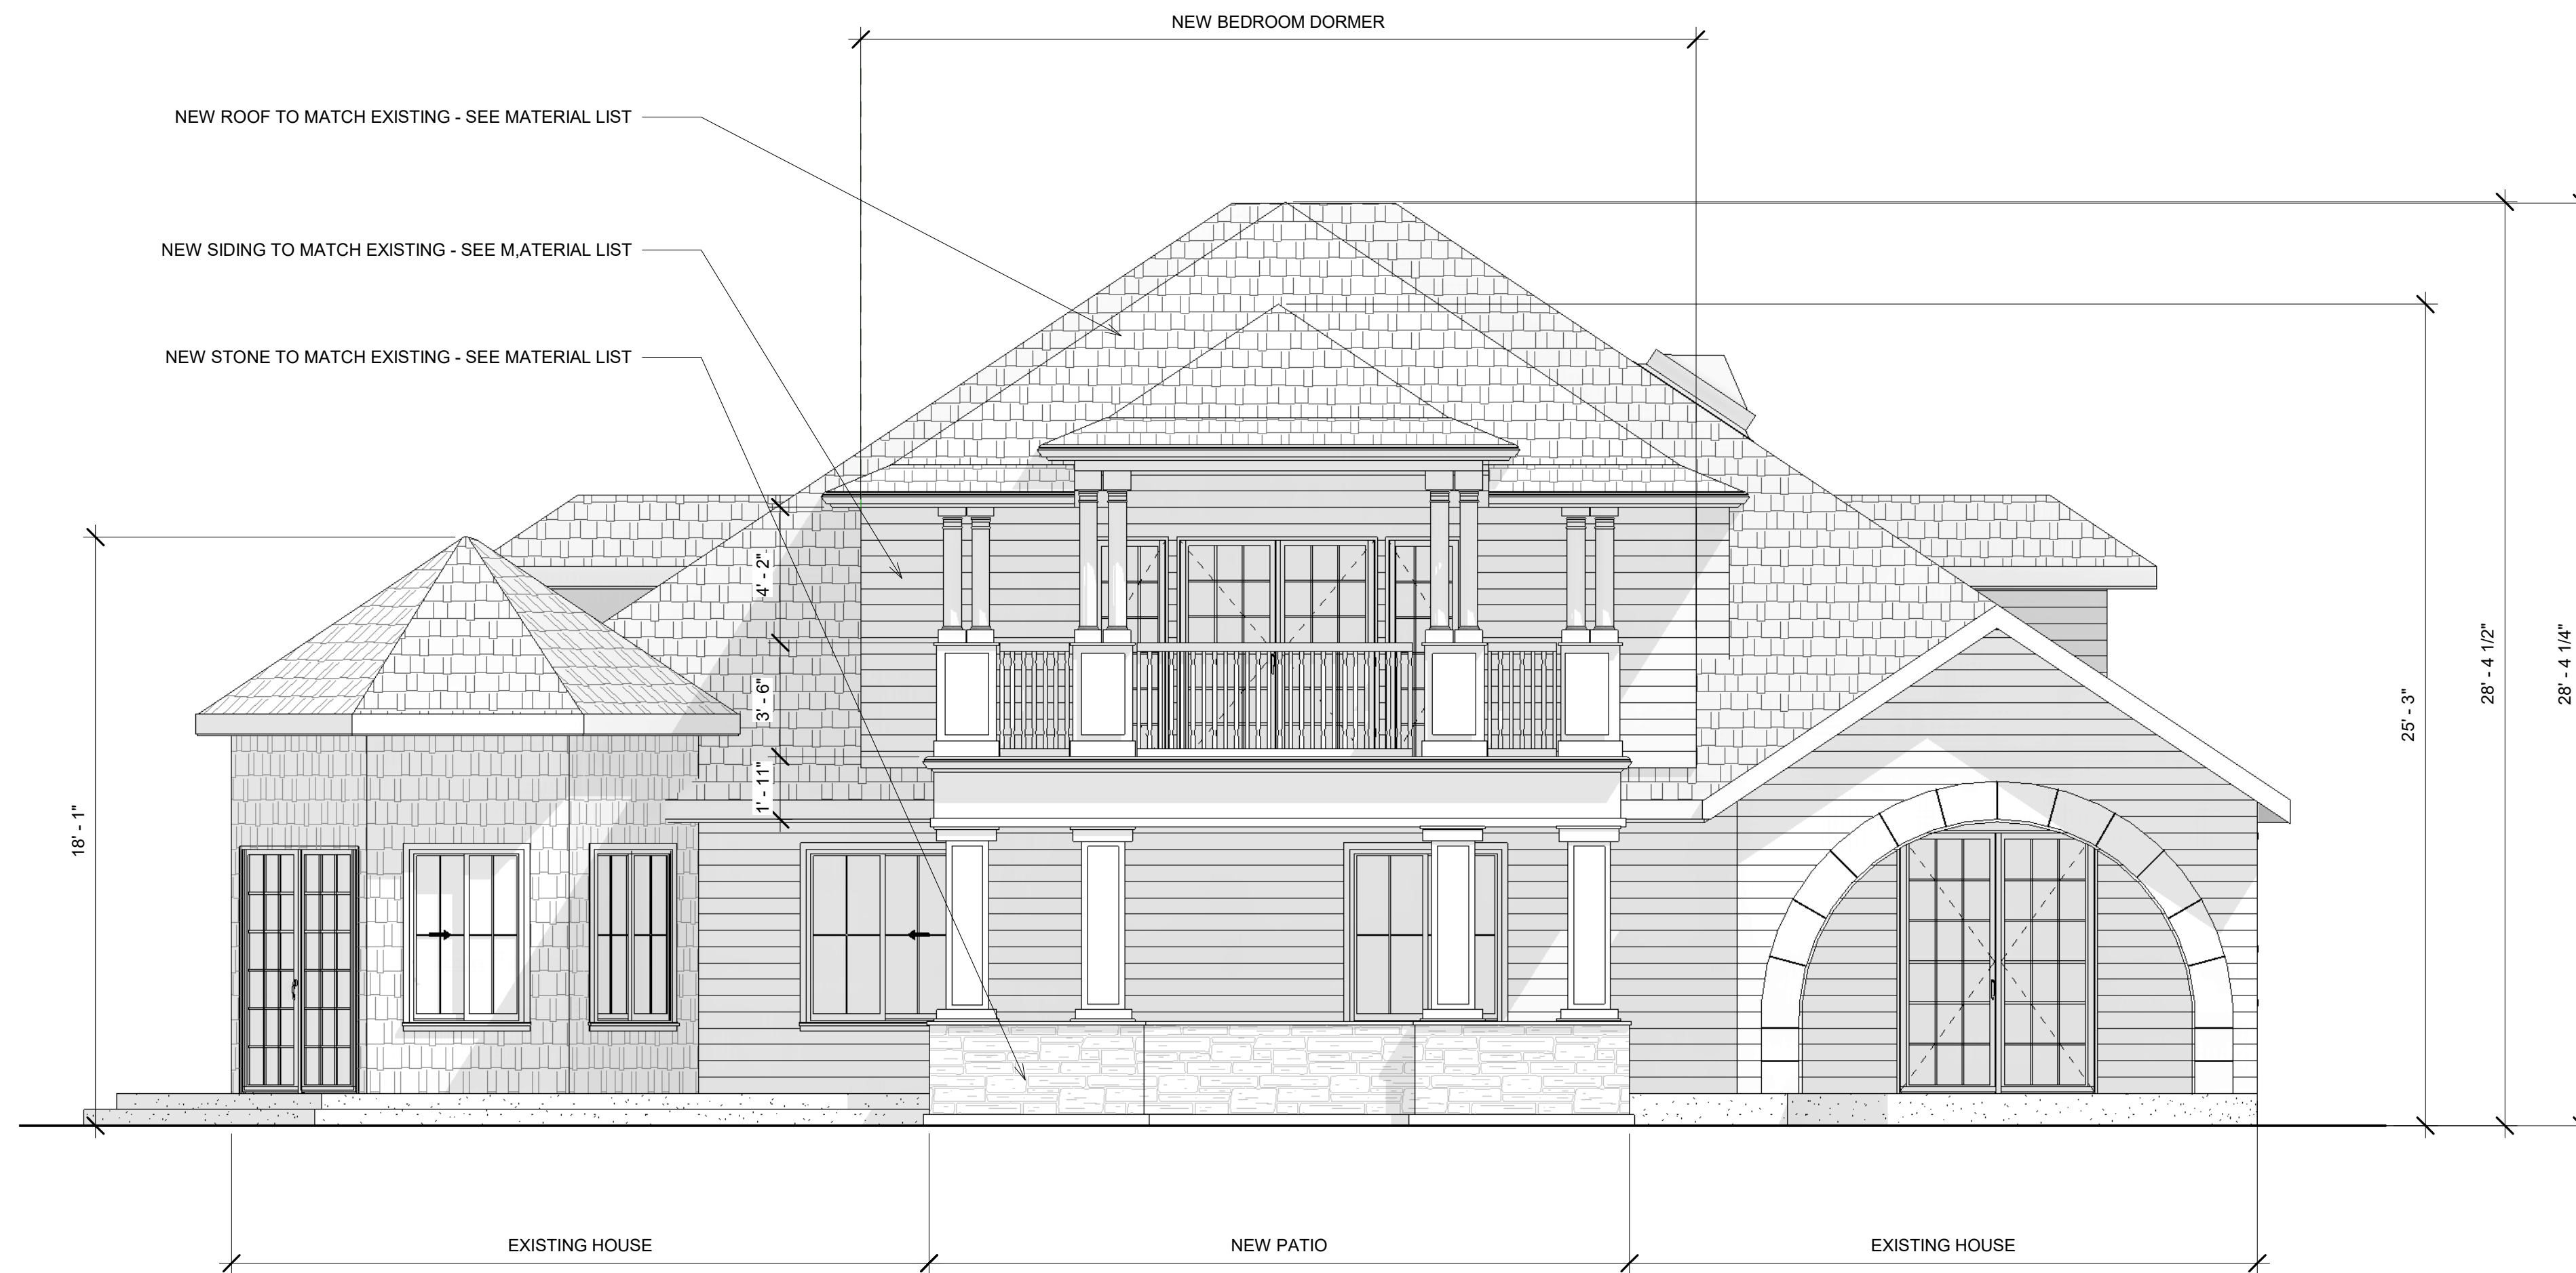 NEW BEDROOM DORMER
NEW ROOF TO MATCH EXISTING - SEE MATERIAL LIST
NEW SIDING TO MATCH EXISTING - SEE M,ATERIAL LIST
NEW STONE TO MATCH EXISTING - SEE MATERIAL LIST
18' - 1"
4' - 2"
3' - 6"
1' - 11"
25' - 3"
28' - 4 1/2"
28' - 4 1/4"
EXISTING HOUSE
NEW PATIO
EXISTING HOUSE